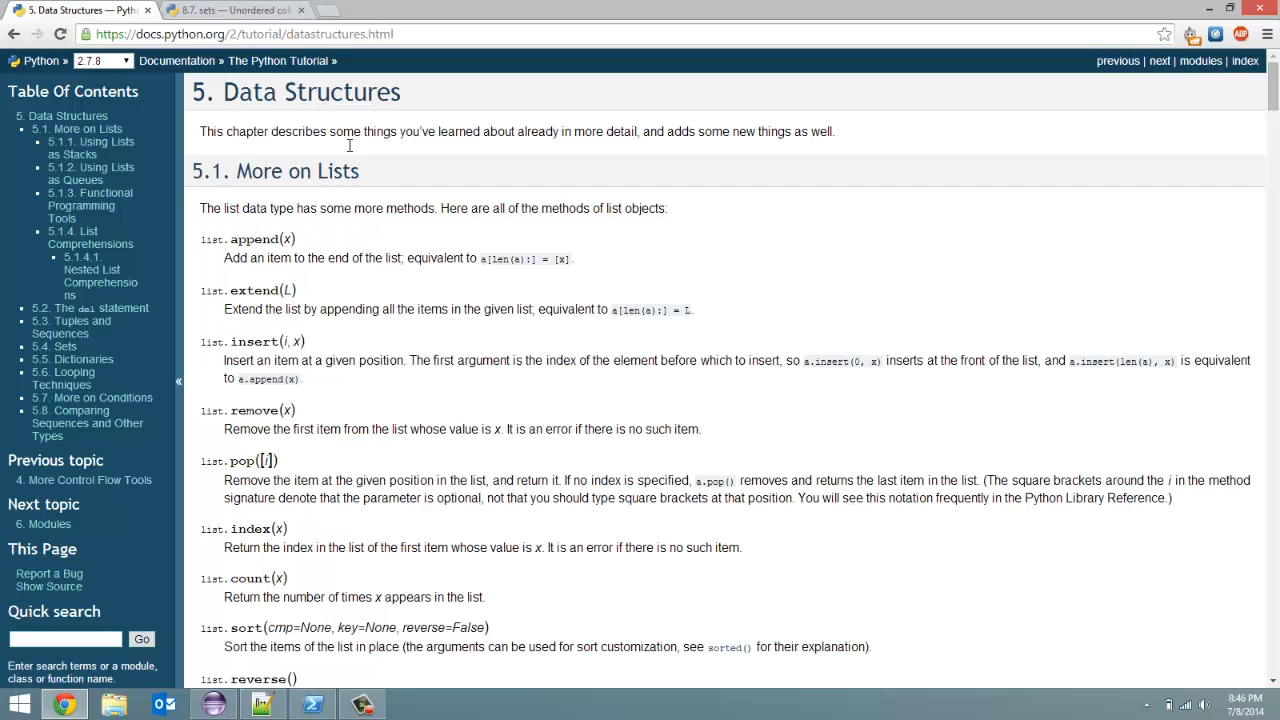 5. Data Structures — Pyth
8.7. sets — Unordered col
https://docs.python.org/2/tutorial/datastructures.html
off
ABP
Python » 2.7.8 Documentation » The Python Tutorial »
previous | next | modules | index
Table Of Contents
5. Data Structures
5.1. More on Lists
5.1.1. Using Lists
as Stacks
5.1.2. Using Lists
as Queues
5.1.3. Functional
Programming
Tools
5.1.4. List
Comprehensions
5.1.4.1.
Nested List
Comprehensio
ns
5.2. The del statement
5.3. Tuples and
Sequences
5.4. Sets
5.5. Dictionaries
5.6. Looping
Techniques
5.7. More on Conditions
5.8. Comparing
Sequences and Other
Types
Previous topic
4. More Control Flow Tools
Next topic
6. Modules
This Page
Report a Bug
Show Source
Quick search
Go
Enter search terms or a module,
class or function name.
«
5. Data Structures
This chapter describes some things you've learned about already in more detail, and adds some new things as well.
5.1. More on Lists
The list data type has some more methods. Here are all of the methods of list objects:
list.append(x)
Add an item to the end of the list; equivalent to a[len(a):] = [x].
list.extend(L)
Extend the list by appending all the items in the given list; equivalent to a[len(a):] = L.
list.insert(i, x)
Insert an item at a given position. The first argument is the index of the element before which to insert, so a.insert(0, x) inserts at the front of the list, and a.insert(len(a), x) is equivalent
to a.append(x).
list.remove(x)
Remove the first item from the list whose value is x. It is an error if there is no such item.
list.pop([i])
Remove the item at the given position in the list, and return it. If no index is specified, a.pop() removes and returns the last item in the list. (The square brackets around the i in the method
signature denote that the parameter is optional, not that you should type square brackets at that position. You will see this notation frequently in the Python Library Reference.)
list.index(x)
Return the index in the list of the first item whose value is x. It is an error if there is no such item.
list.count(x)
Return the number of times x appears in the list.
list.sort(cmp=None, key=None, reverse=False)
Sort the items of the list in place (the arguments can be used for sort customization, see sorted() for their explanation).
list.reverse()
8:46 PM
7/8/2014